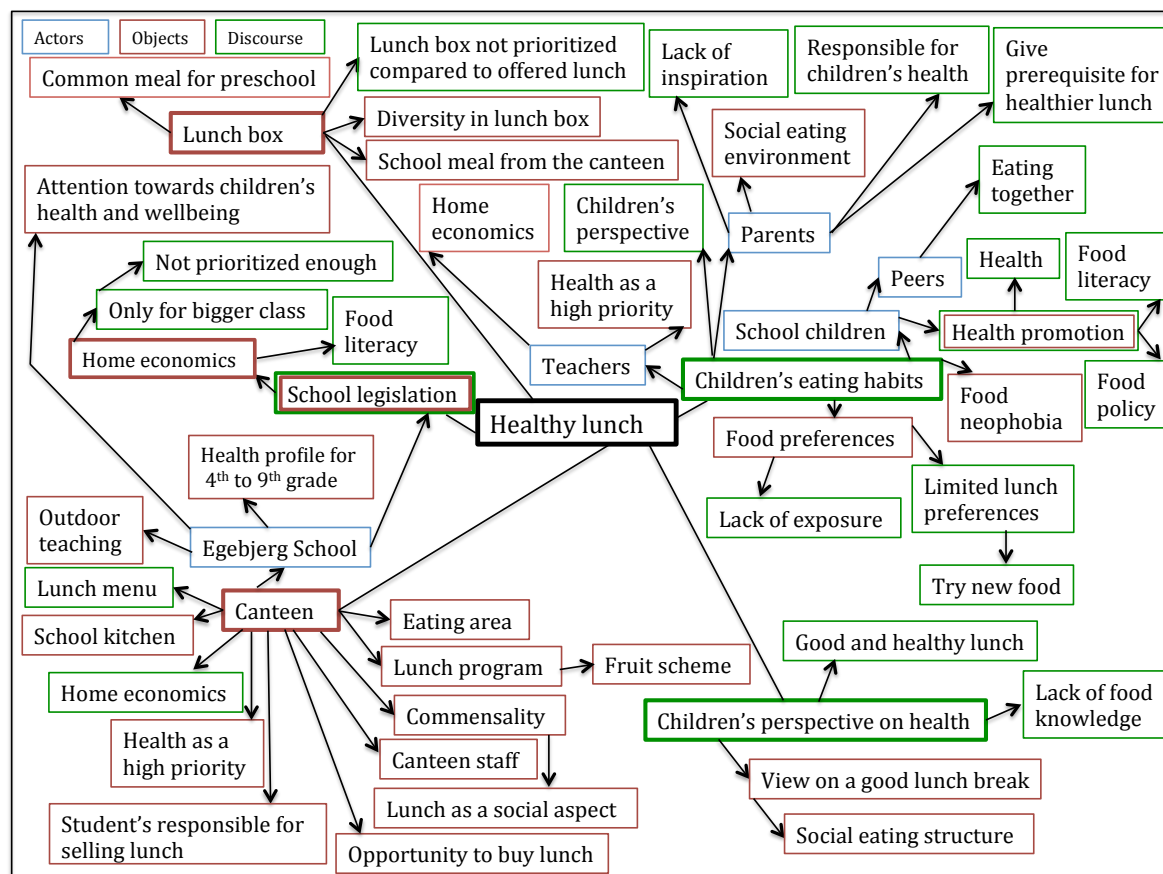 Actors
Objects
Discourse
Common meal for preschool
Lunch box
Lunch box not prioritized
compared to offered lunch
Diversity in lunch box
School meal from the canteen
Lack of
inspiration
Responsible for
children's health
Give
prerequisite for
healthier lunch
Social eating
environment
Eating
together
Attention towards children's
health and wellbeing
Home
economics
Children's
perspective
Parents
Peers
Health
Food
literacy
Not prioritized enough
Only for bigger class
Food
literacy
Home economics
School legislation
Health as a
high priority
Teachers
School children
Health promotion
Children's eating habits
Food
neophobia
Food
policy
Healthy lunch
Food preferences
Lack of exposure
Limited lunch
preferences
Try new food
Health profile for
4th to 9th grade
Outdoor
teaching
Egebjerg School
Lunch menu
Canteen
School kitchen
Home economics
Health as a
high priority
Student's responsible for
selling lunch
Eating area
Lunch program
Fruit scheme
Commensality
Canteen staff
Lunch as a social aspect
Opportunity to buy lunch
Good and healthy lunch
Children's perspective on health
Lack of food
knowledge
View on a good lunch break
Social eating structure